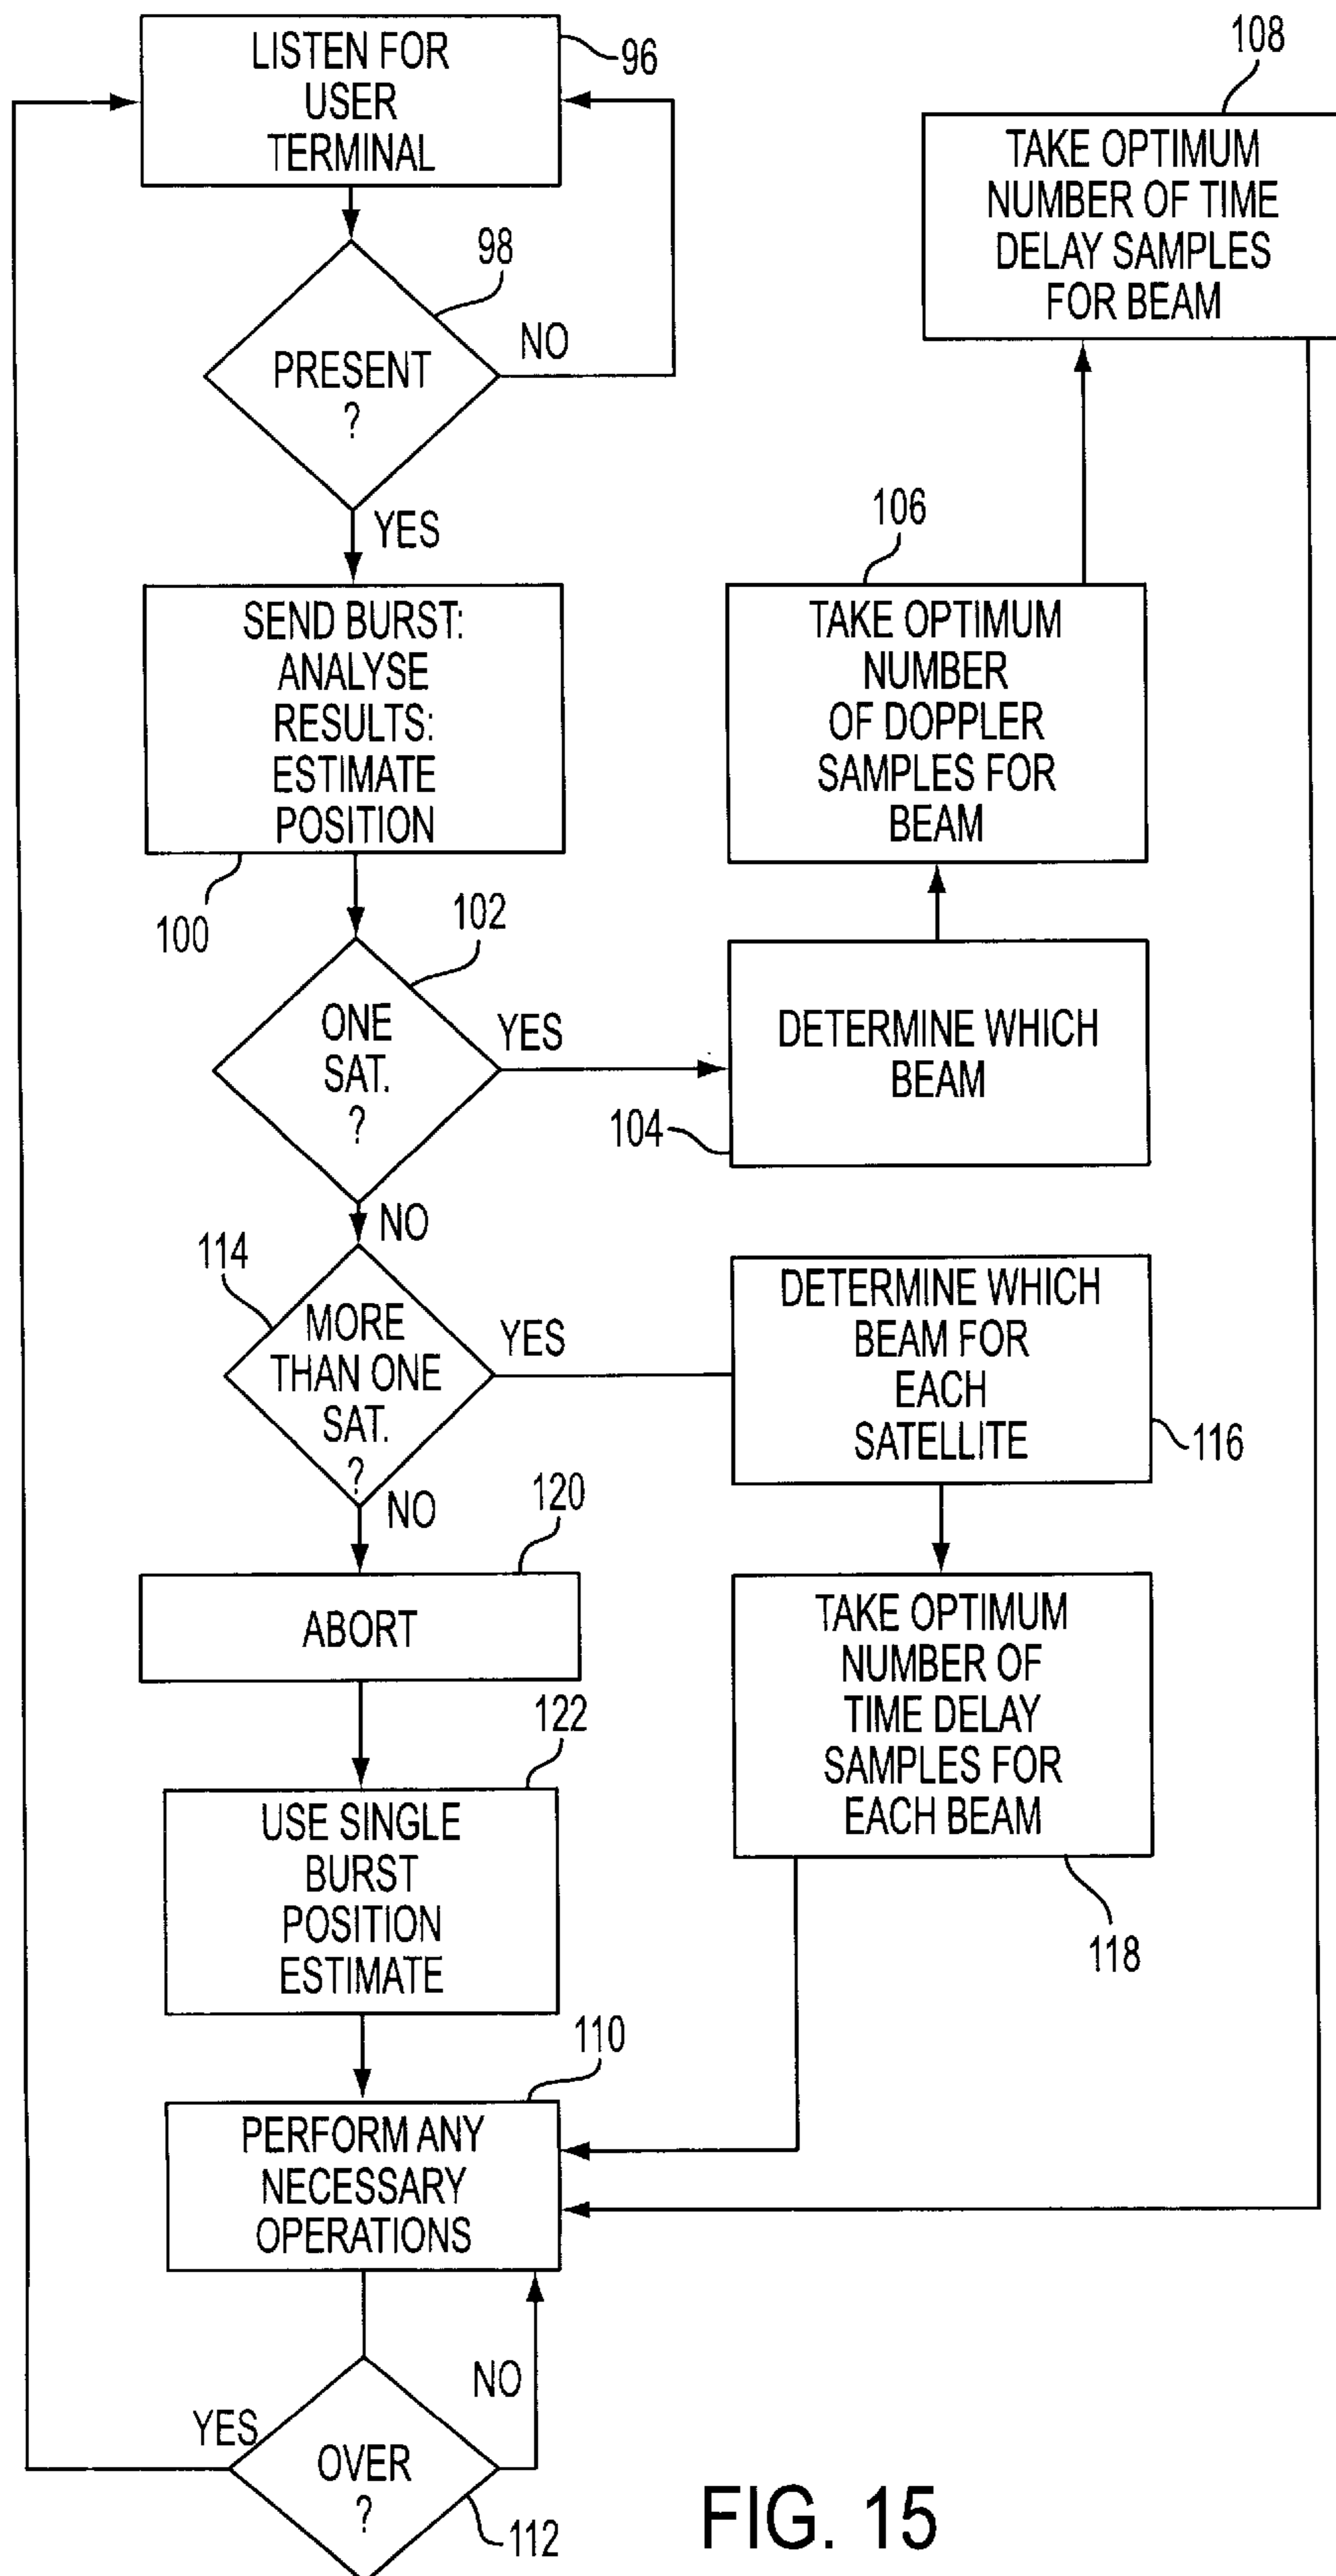 LISTEN FOR
USER
TERMINAL
96
98
PRESENT
?
NO
YES
SEND BURST:
ANALYSE
RESULTS:
ESTIMATE
POSITION
100
102
ONE
SAT.
?
YES
NO
DETERMINE WHICH
BEAM
104
106
TAKE OPTIMUM
NUMBER
OF DOPPLER
SAMPLES FOR
BEAM
108
TAKE OPTIMUM
NUMBER OF TIME
DELAY SAMPLES
FOR BEAM
114
MORE
THAN ONE
SAT.
?
YES
NO
DETERMINE WHICH
BEAM FOR
EACH
SATELLITE
116
TAKE OPTIMUM
NUMBER OF
TIME DELAY
SAMPLES FOR
EACH BEAM
118
120
ABORT
122
USE SINGLE
BURST
POSITION
ESTIMATE
110
PERFORM ANY
NECESSARY
OPERATIONS
NO
YES
OVER
?
112
FIG. 15